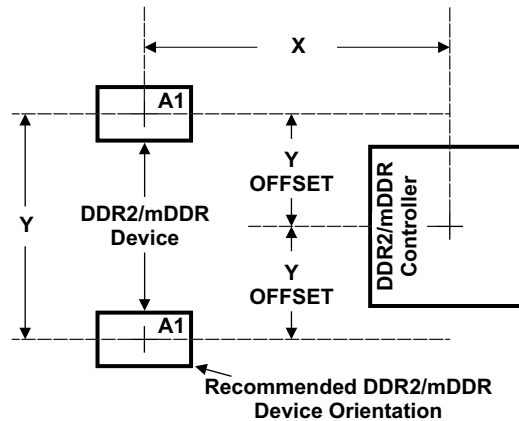 X
A1
Y
OFFSET
Y
DDR2/mDDR
Device
DDR2/mDDR
Controller
Y
OFFSET
A1
Recommended DDR2/mDDR
Device Orientation